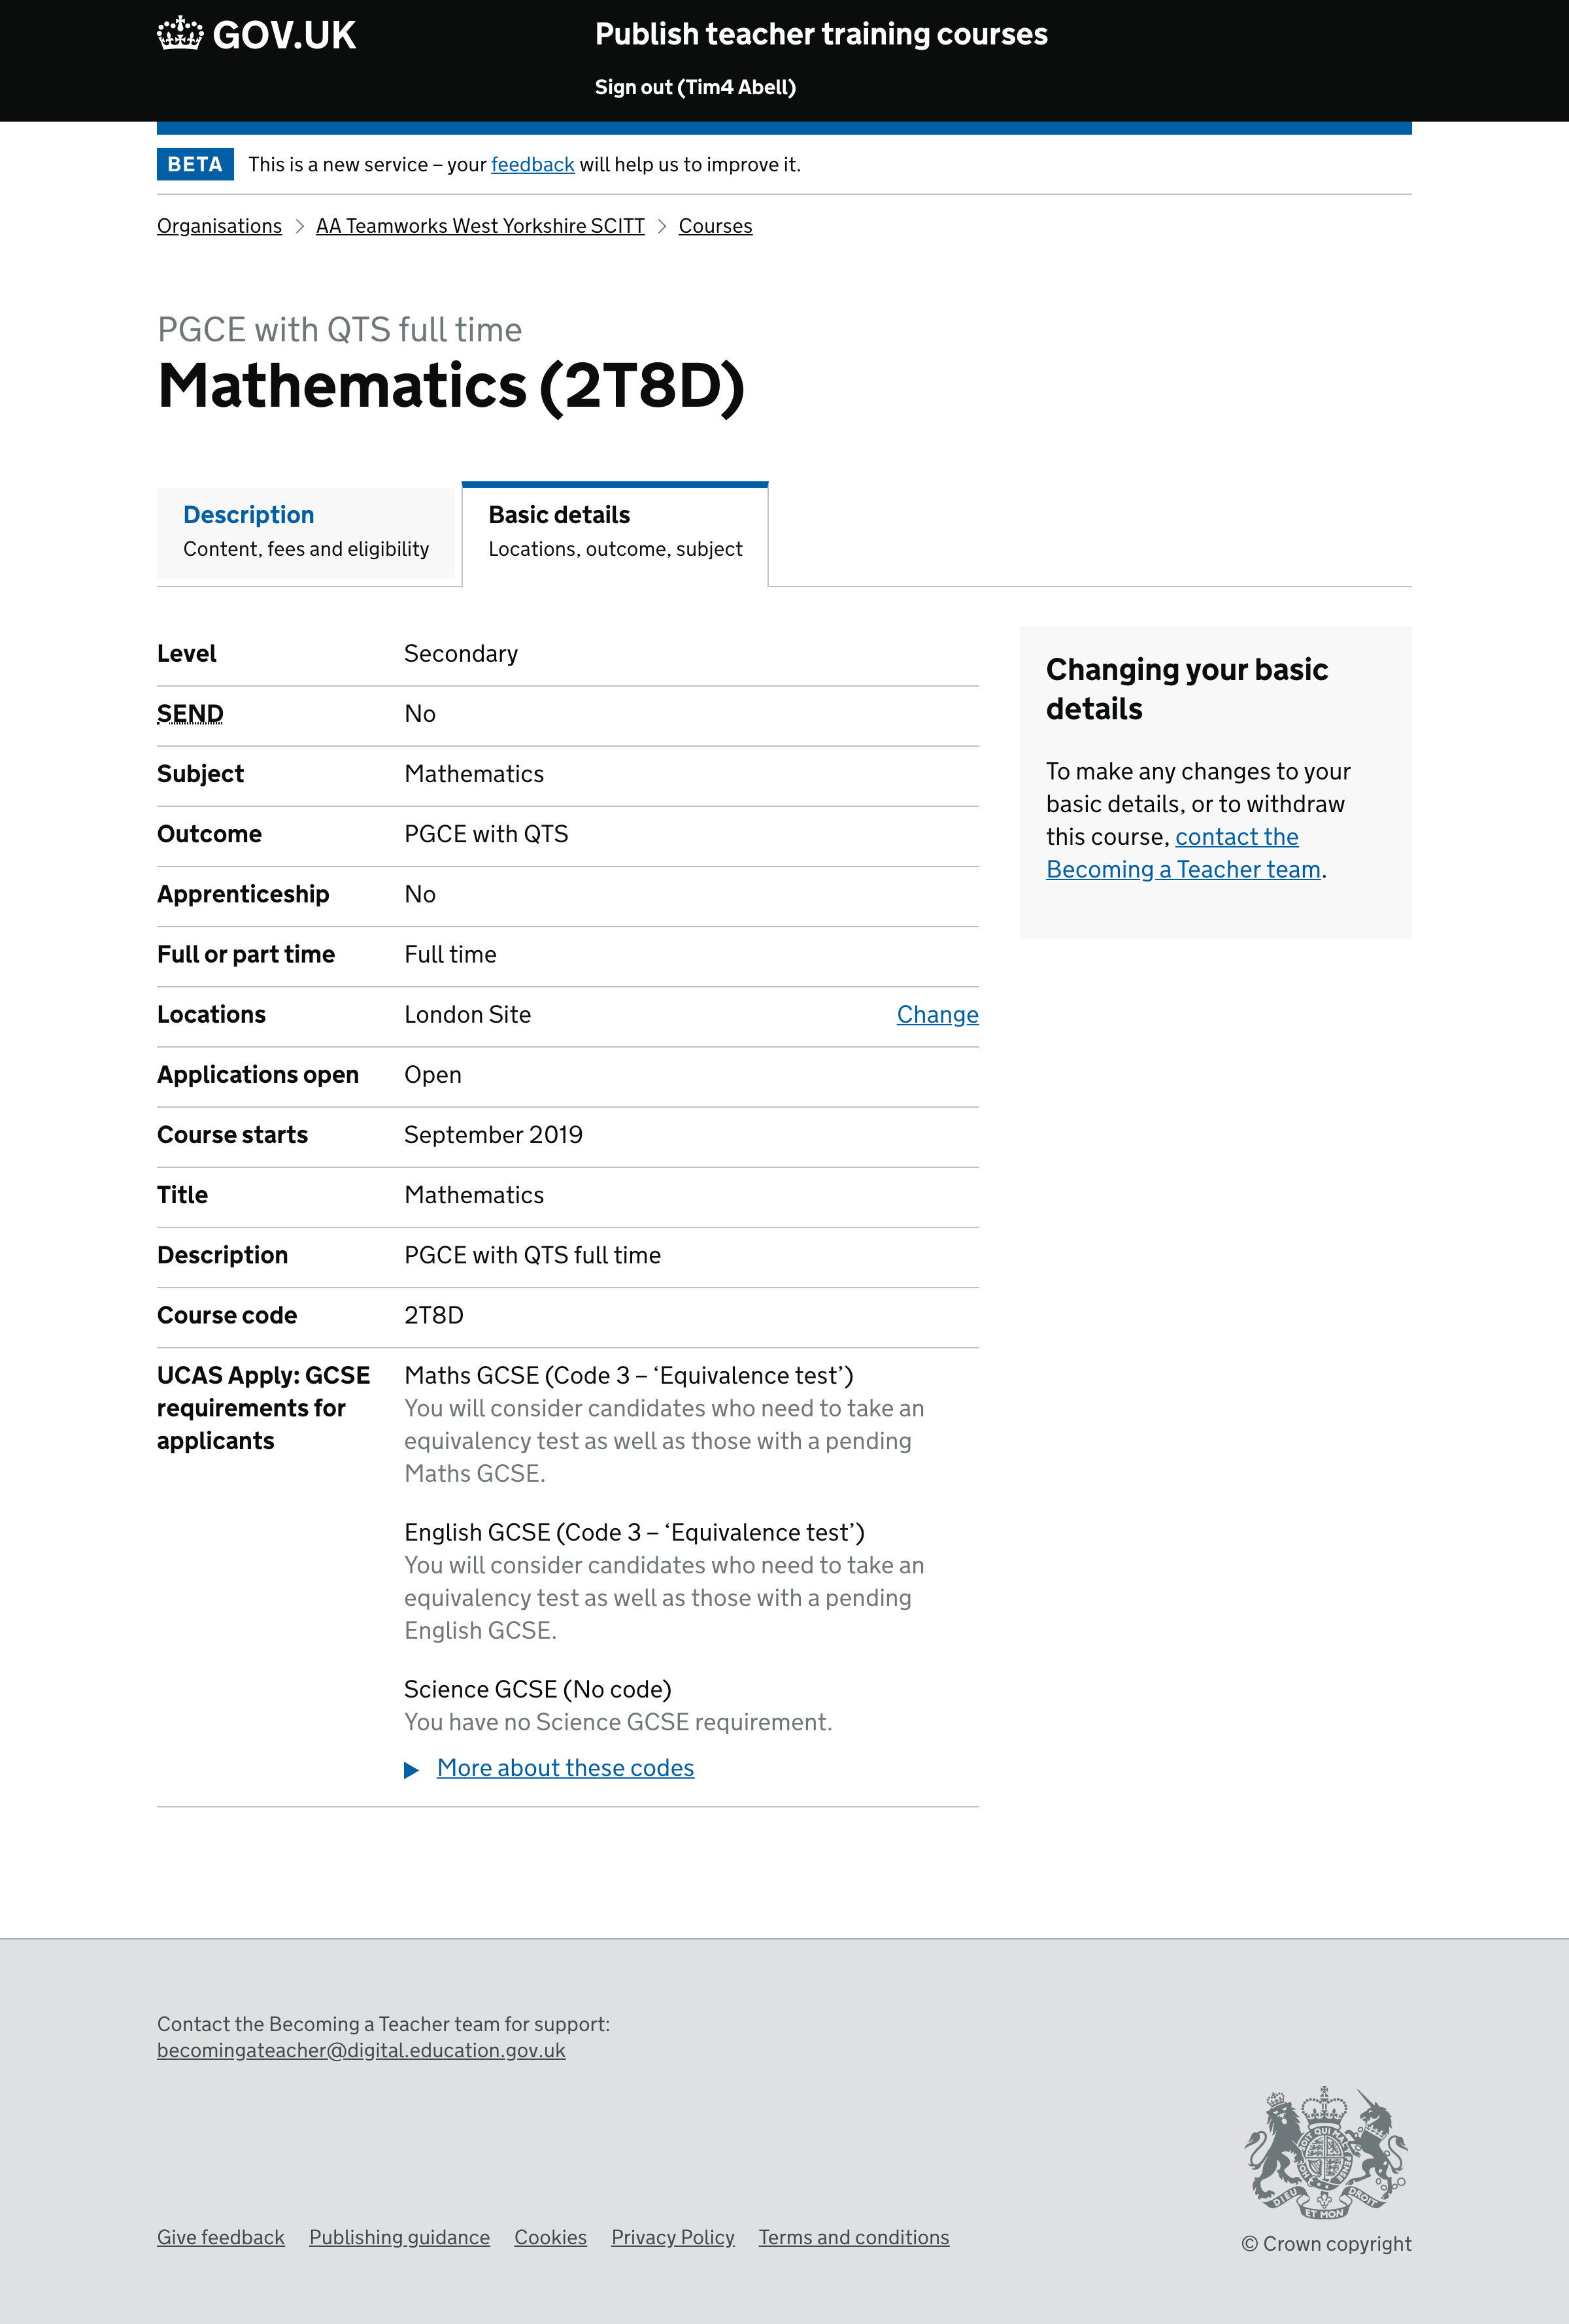 GOV.UK
Publish teacher training courses
Sign out (Tim4 Abell)
BETA This is a new service – your feedback will help us to improve it.
Organisations AA Teamworks West Yorkshire SCITT Courses
PGCE with QTS full time
Mathematics (2T8D)
Description
Content, fees and eligibility
Basic details
Locations, outcome, subject
Level Secondary
SEND No
Subject Mathematics
Outcome PGCE with QTS
Apprenticeship No
Full or part time Full time
Locations London Site Change
Applications open Open
Course starts September 2019
Title Mathematics
Description PGCE with QTS full time
Course code 2T8D
UCAS Apply: GCSE
requirements for
applicants
Maths GCSE (Code 3 – ‘Equivalence test’)
You will consider candidates who need to take an
equivalency test as well as those with a pending
Maths GCSE.
English GCSE (Code 3 – ‘Equivalence test’)
You will consider candidates who need to take an
equivalency test as well as those with a pending
English GCSE.
Science GCSE (No code)
You have no Science GCSE requirement.
More about these codes
Changing your basic
details
To make any changes to your
basic details, or to withdraw
this course, contact the
Becoming a Teacher team.
Contact the Becoming a Teacher team for support:
becomingateacher@digital.education.gov.uk
DIEU ET MON DROIT
Give feedback Publishing guidance Cookies Privacy Policy Terms and conditions
© Crown copyright